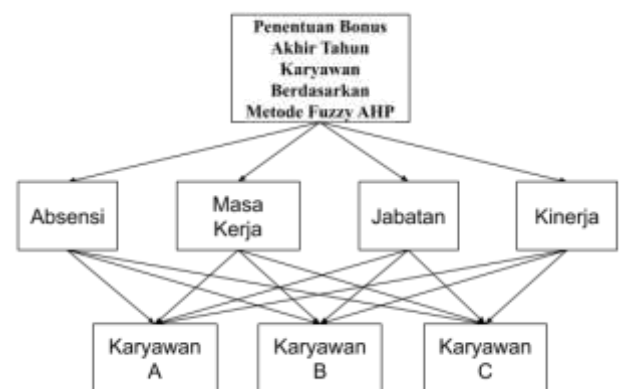 Penentuan Bonus
Akhir Tahun
Karyawan
Berdasarkan
Metode Fuzzy AHP
Absensi
Masa
Kerja
Jabatan
Kinerja
Karyawan
A
Karyawan
B
Karyawan
C